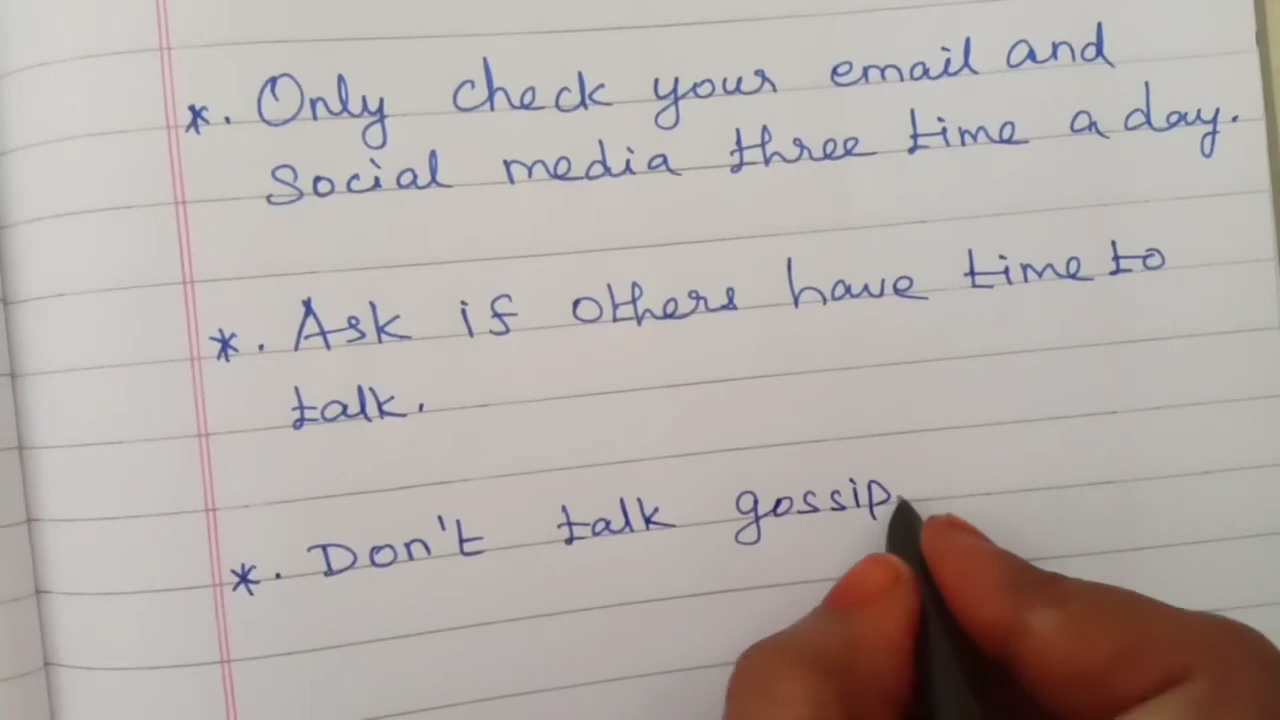 *. Only check your email and
Social media three time a day.
*. Ask if others have time to
talk.
*. Don't talk gossip